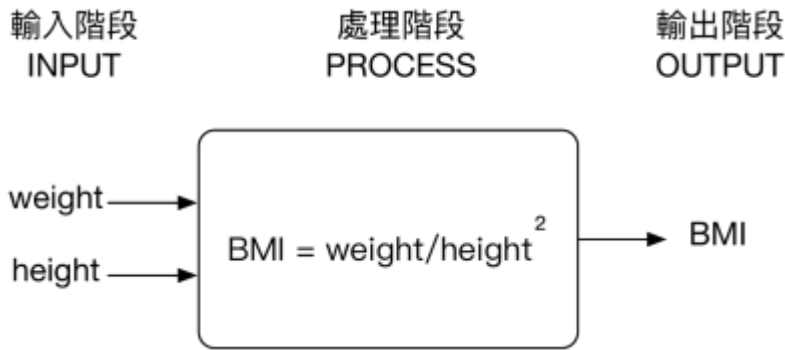 輸入階段
INPUT
處理階段
PROCESS
輸出階段
OUTPUT
weight
height
BMI = weight/height²
BMI